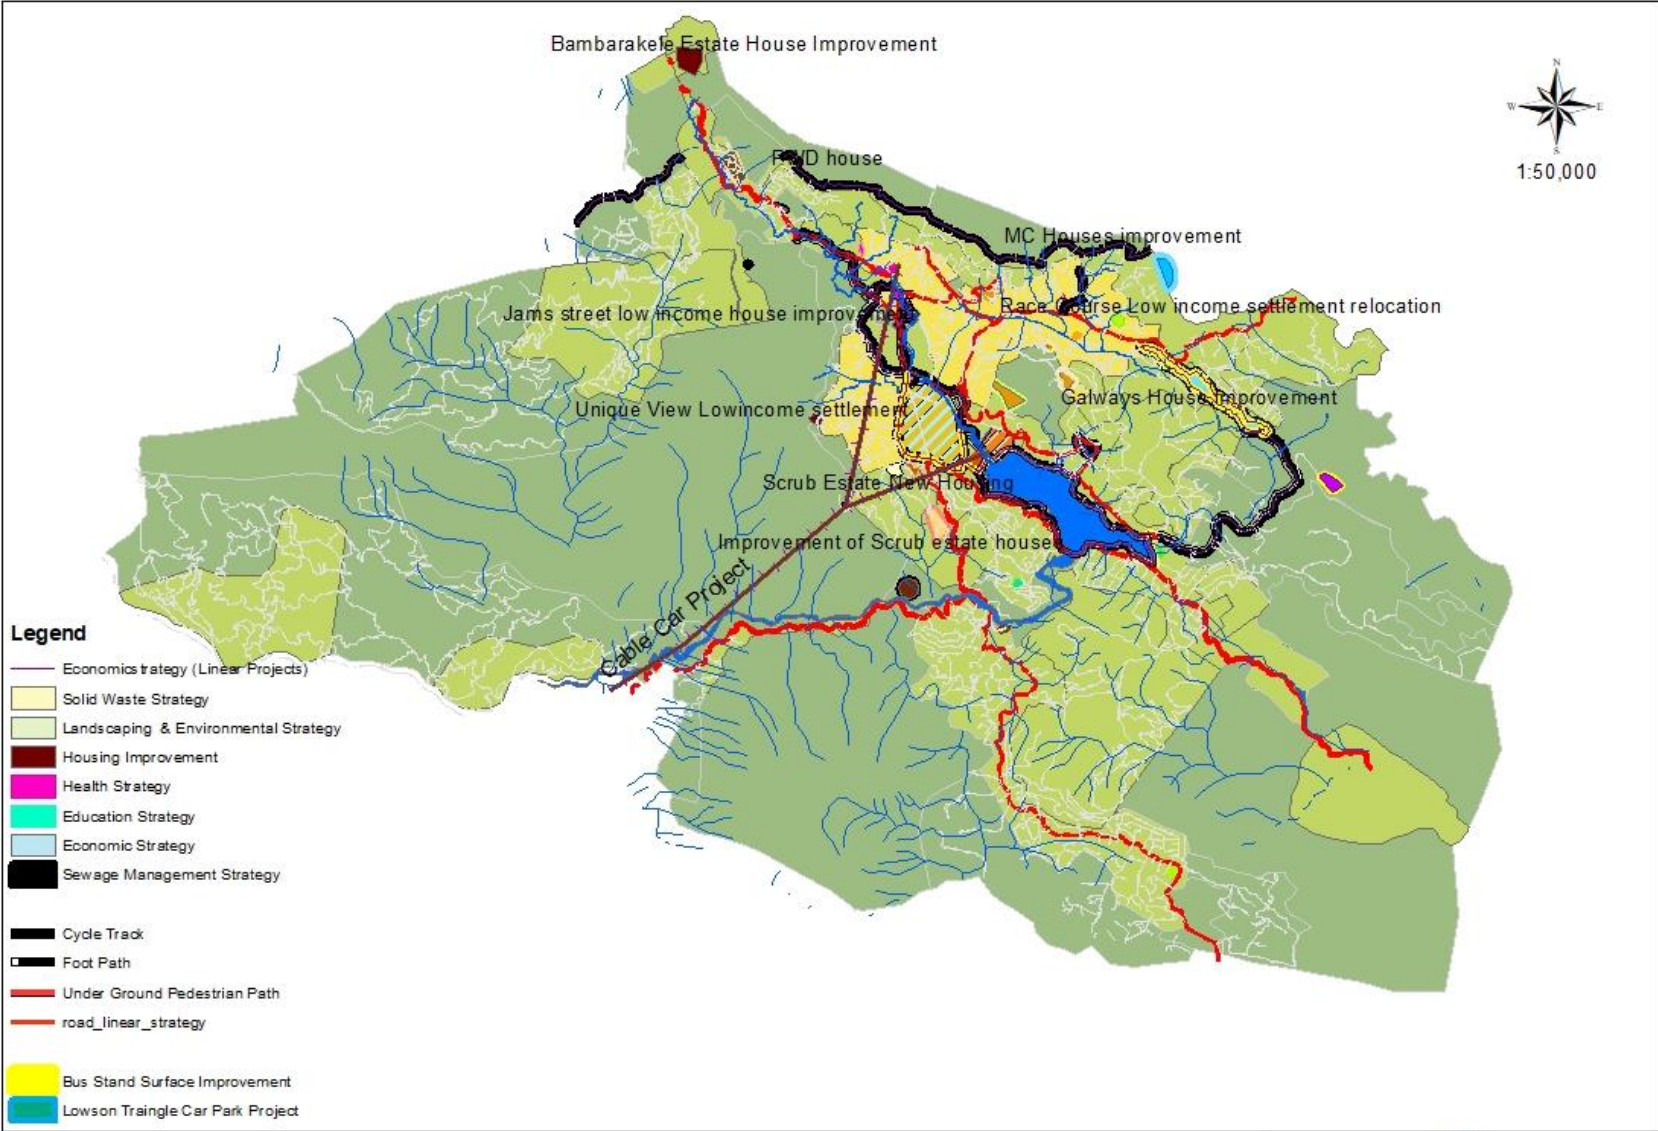 Bambarakele Estate House Improvement
N
W E
S
1:50,000
PWD house
MC Houses improvement
Jams street low income house improvement
Race Course Low income settlement relocation
Unique View Lowincome settlement
Galways House improvement
Scrub Estate New Housing
Improvement of Scrub estate houses
Cable Car Project
Legend
Economicstrategy (Linear Projects)
Solid Waste Strategy
Landscaping & Environmental Strategy
Housing Improvement
Health Strategy
Education Strategy
Economic Strategy
Sewage Management Strategy
Cycle Track
Foot Path
Under Ground Pedestrian Path
road_linear_strategy
Bus Stand Surface Improvement
Lowson Traingle Car Park Project